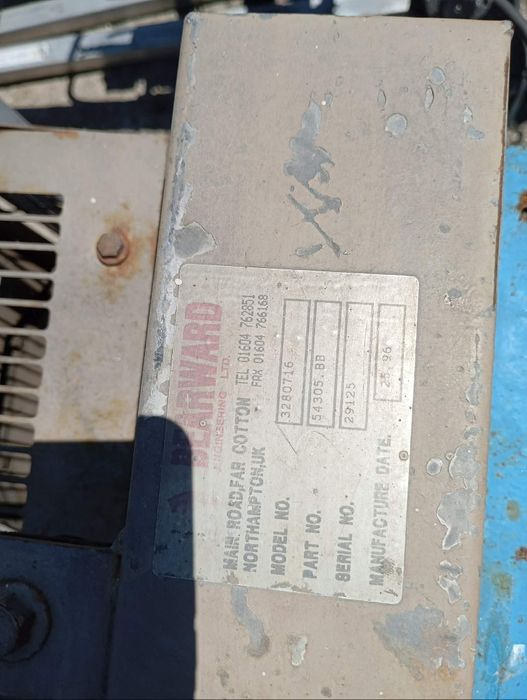 BEARWARD
ENGINEERING LTD.
MAIN ROAD,FAR COTTON TEL 01604 762851
NORTHAMPTON,UK FAX 01604 766168
MODEL NO. 3280716
PART NO. 54305.BB
SERIAL NO. 29125
MANUFACTURE DATE. 25 96